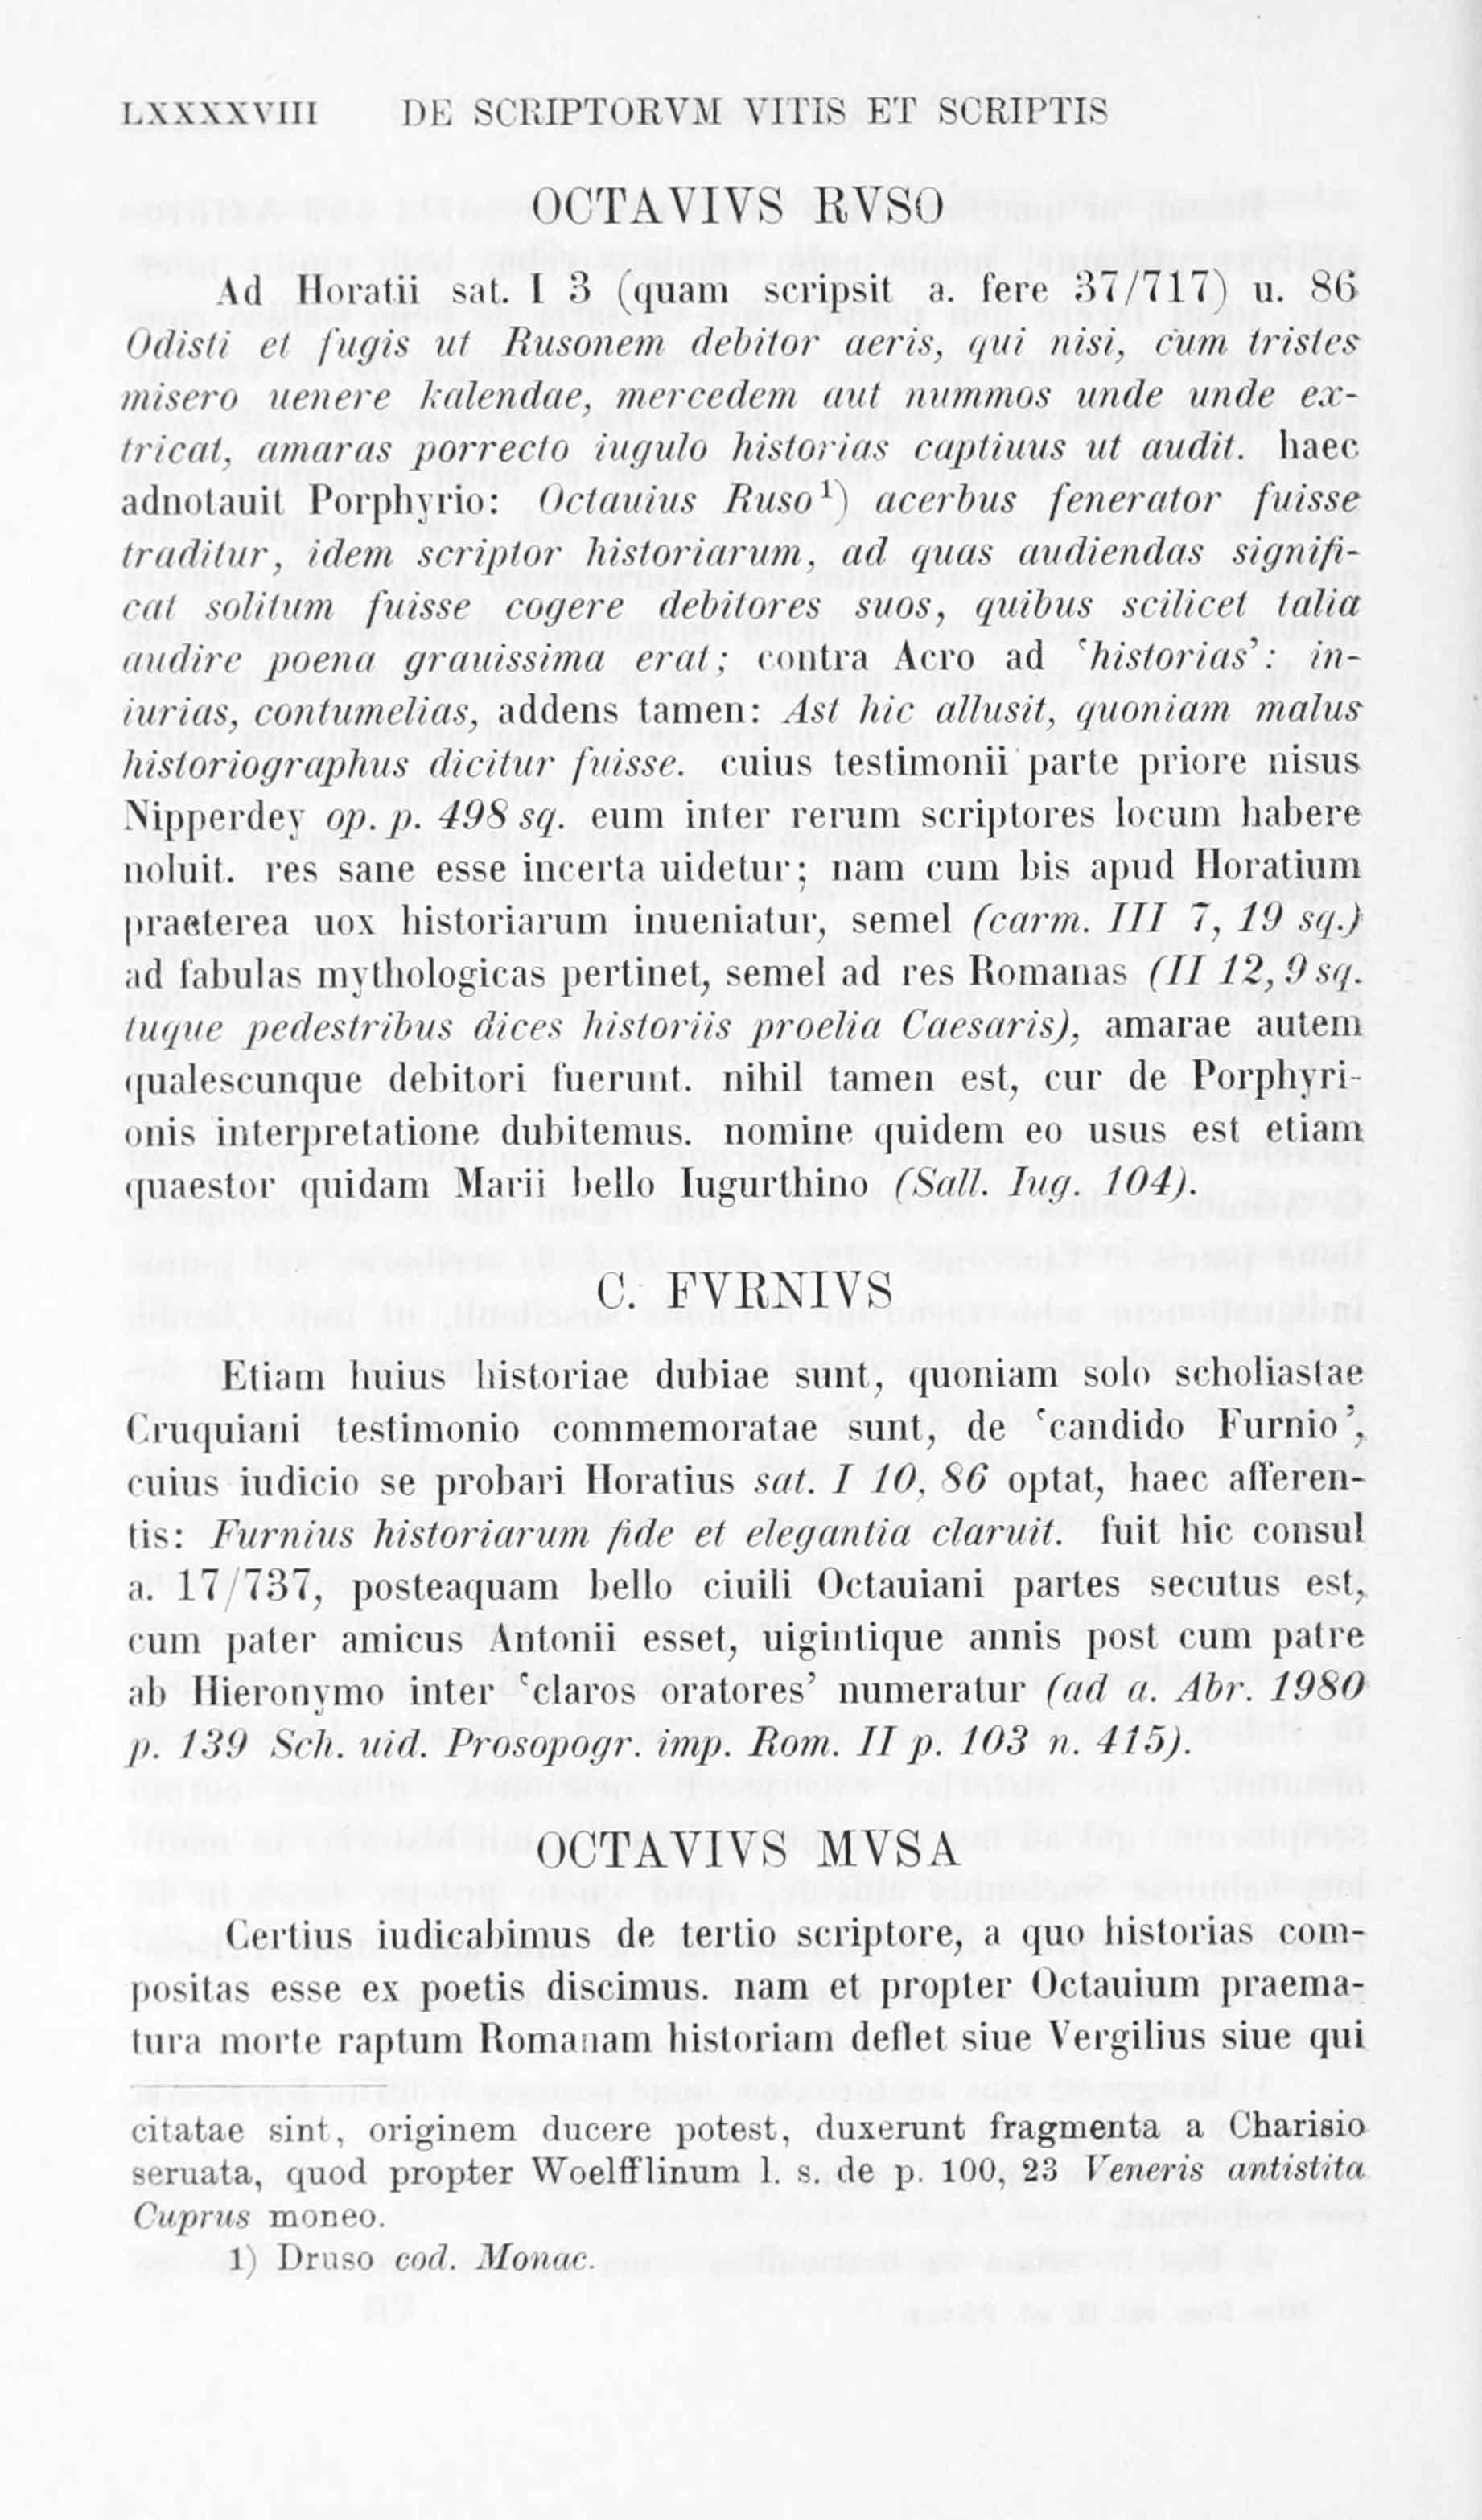 LXXXXVIII DE SCRIPTORVM VITIS ET SCRIPTIS
OCTAVIVS RVSO
Ad Horatii sat. I 3 (quam scripsit a. fere 37/717) u. 86
Odisti et fugis ut Rusonem debitor aeris, qui nisi, cum tristes
misero uenere kalendae, mercedem aut nummos unde unde ex-
tricat, amaras porrecto iugulo historias captiuus ut audit. haec
adnotauit Porphyrio: Octauius Ruso¹) acerbus fenerator fuisse
traditur, idem scriptor historiarum, ad quas audiendas signifi-
cat solitum fuisse cogere debitores suos, quibus scilicet talia
audire poena grauissima erat; contra Acro ad ‘historias’: in-
iurias, contumelias, addens tamen: Ast hic allusit, quoniam malus
historiographus dicitur fuisse. cuius testimonii parte priore nisus
Nipperdey op. p. 498 sq. eum inter rerum scriptores locum habere
noluit. res sane esse incerta uidetur; nam cum bis apud Horatium
praeterea uox historiarum inueniatur, semel (carm. III 7, 19 sq.)
ad fabulas mythologicas pertinet, semel ad res Romanas (II 12, 9 sq.
tuque pedestribus dices historiis proelia Caesaris), amarae autem
qualescunque debitori fuerunt. nihil tamen est, cur de Porphyri-
onis interpretatione dubitemus. nomine quidem eo usus est etiam
quaestor quidam Marii bello Iugurthino (Sall. Iug. 104).
C. FVRNIVS
Etiam huius historiae dubiae sunt, quoniam solo scholiastae
Cruquiani testimonio commemoratae sunt, de ‘candido Furnio’,
cuius iudicio se probari Horatius sat. I 10, 86 optat, haec afferen-
tis: Furnius historiarum fide et elegantia claruit. fuit hic consul
a. 17/737, posteaquam bello ciuili Octauiani partes secutus est,
cum pater amicus Antonii esset, uigintique annis post cum patre
ab Hieronymo inter ‘claros oratores’ numeratur (ad a. Abr. 1980
p. 139 Sch. uid. Prosopogr. imp. Rom. II p. 103 n. 415).
OCTAVIVS MVSA
Certius iudicabimus de tertio scriptore, a quo historias com-
positas esse ex poetis discimus. nam et propter Octauium praema-
tura morte raptum Romanam historiam deflet siue Vergilius siue qui
citatae sint, originem ducere potest, duxerunt fragmenta a Charisio
seruata, quod propter Woelfflinum l. s. de p. 100, 23 Veneris antistita
Cuprus moneo.
1) Druso cod. Monac.